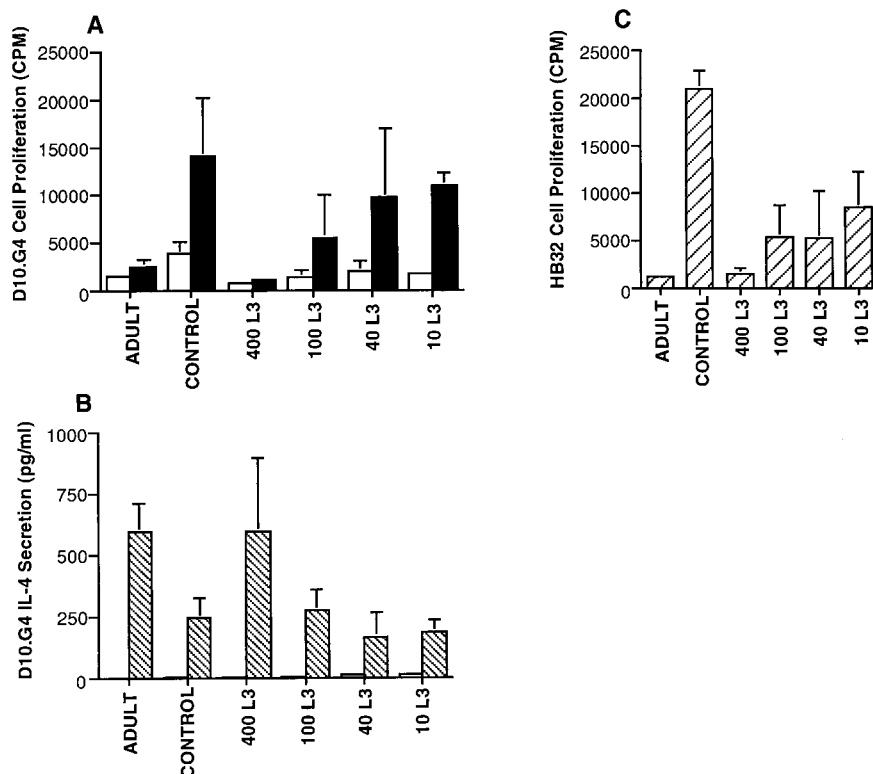 A
D10.G4 Cell Proliferation (CPM)
25000
20000
15000
10000
5000
0
ADULT
CONTROL
400 L3
100 L3
40 L3
10 L3
C
HB32 Cell Proliferation (CPM)
25000
20000
15000
10000
5000
0
ADULT
CONTROL
400 L3
100 L3
40 L3
10 L3
B
D10.G4 IL-4 Secretion (pg/ml)
1000
750
500
250
0
ADULT
CONTROL
400 L3
100 L3
40 L3
10 L3